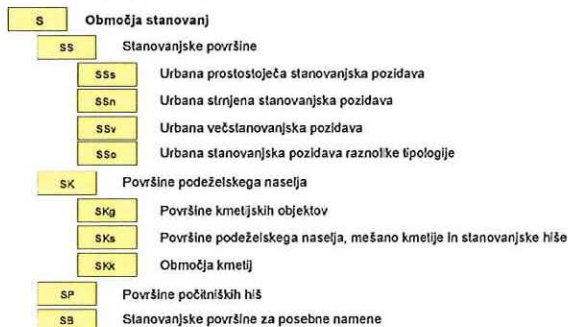 S Območja stanovanj
SS Stanovanjske površine
SSs Urbana prostostoječa stanovanjska pozidava
SSn Urbana strnjena stanovanjska pozidava
SSv Urbana večstanovanjska pozidava
SSo Urbana stanovanjska pozidava raznolike tipologije
SK Površine podeželskega naselja
SKg Površine kmetijskih objektov
SKs Površine podeželskega naselja, mešano kmetije in stanovanjske hiše
SKk Območja kmetij
SP Površine počitniških hiš
SB Stanovanjske površine za posebne namene